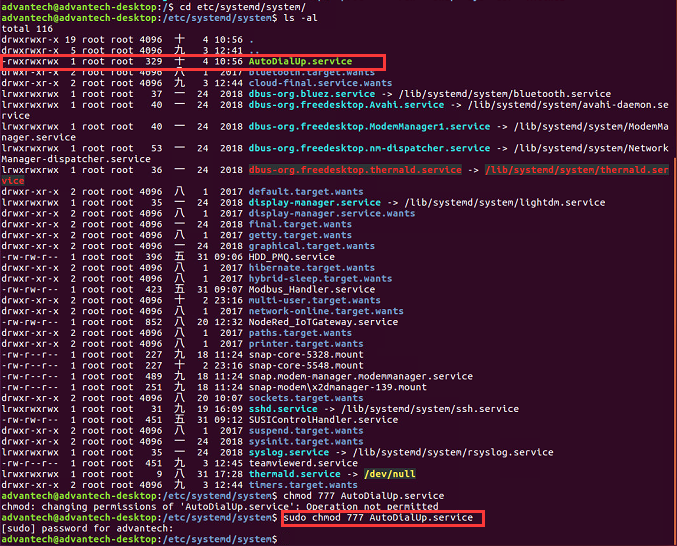 advantech@advantech-desktop:/$ cd etc/systemd/system/
advantech@advantech-desktop:/etc/systemd/system$ ls -al
total 116
drwxrwxr-x 19 root root 4096 十 4 10:56 .
drwxrwxr-x 5 root root 4096 九 3 12:41 ..
-rwxrwxrwx 1 root root 329 十 4 10:56 AutoDialUp.service
drwxr-xr-x 2 root root 4096 八 1 2017 bluetooth.target.wants
drwxr-xr-x 2 root root 4096 九 3 12:44 cloud-final.service.wants
lrwxrwxrwx 1 root root 37 一 24 2018 dbus-org.bluez.service -> /lib/systemd/system/bluetooth.service
lrwxrwxrwx 1 root root 40 一 24 2018 dbus-org.freedesktop.Avahi.service -> /lib/systemd/system/avahi-daemon.se
rvice
lrwxrwxrwx 1 root root 40 一 24 2018 dbus-org.freedesktop.ModemManager1.service -> /lib/systemd/system/ModemMa
nager.service
lrwxrwxrwx 1 root root 53 一 24 2018 dbus-org.freedesktop.nm-dispatcher.service -> /lib/systemd/system/Network
Manager-dispatcher.service
lrwxrwxrwx 1 root root 36 一 24 2018 dbus-org.freedesktop.thermald.service -> /lib/systemd/system/thermald.ser
vice
drwxr-xr-x 2 root root 4096 八 1 2017 default.target.wants
lrwxrwxrwx 1 root root 35 一 24 2018 display-manager.service -> /lib/systemd/system/lightdm.service
drwxr-xr-x 2 root root 4096 八 1 2017 display-manager.service.wants
drwxr-xr-x 2 root root 4096 一 24 2018 final.target.wants
drwxr-xr-x 2 root root 4096 八 1 2017 getty.target.wants
drwxr-xr-x 2 root root 4096 一 24 2018 graphical.target.wants
-rw-rw-r-- 1 root root 396 五 31 09:06 HDD_PMQ.service
drwxr-xr-x 2 root root 4096 八 1 2017 hibernate.target.wants
drwxr-xr-x 2 root root 4096 八 1 2017 hybrid-sleep.target.wants
-rw-rw-r-- 1 root root 423 五 31 09:07 Modbus_Handler.service
drwxr-xr-x 2 root root 4096 十 2 23:16 multi-user.target.wants
drwxr-xr-x 2 root root 4096 八 1 2017 network-online.target.wants
-rw-rw-r-- 1 root root 852 八 20 12:32 NodeRed_IoTGateway.service
drwxr-xr-x 2 root root 4096 八 1 2017 paths.target.wants
drwxr-xr-x 2 root root 4096 八 1 2017 printer.target.wants
-rw-r--r-- 1 root root 227 九 18 11:24 snap-core-5328.mount
-rw-r--r-- 1 root root 227 十 2 23:16 snap-core-5548.mount
-rw-r--r-- 1 root root 489 九 18 11:24 snap.modem-manager.modemmanager.service
-rw-r--r-- 1 root root 251 九 18 11:24 snap-modem\x2dmanager-139.mount
drwxr-xr-x 2 root root 4096 八 20 10:07 sockets.target.wants
lrwxrwxrwx 1 root root 31 九 19 16:09 sshd.service -> /lib/systemd/system/ssh.service
-rw-rw-r-- 1 root root 451 五 31 09:12 SUSIControlHandler.service
drwxr-xr-x 2 root root 4096 八 1 2017 suspend.target.wants
drwxr-xr-x 2 root root 4096 一 24 2018 sysinit.target.wants
lrwxrwxrwx 1 root root 35 一 24 2018 syslog.service -> /lib/systemd/system/rsyslog.service
-rw-rw-r-- 1 root root 451 九 3 12:45 teamviewerd.service
lrwxrwxrwx 1 root root 9 八 31 17:28 thermald.service -> /dev/null
drwxr-xr-x 2 root root 4096 九 3 12:44 timers.target.wants
advantech@advantech-desktop:/etc/systemd/system$ chmod 777 AutoDialUp.service
chmod: changing permissions of 'AutoDialUp.service': Operation not permitted
advantech@advantech-desktop:/etc/systemd/system$ sudo chmod 777 AutoDialUp.service
[sudo] password for advantech:
advantech@advantech-desktop:/etc/systemd/system$